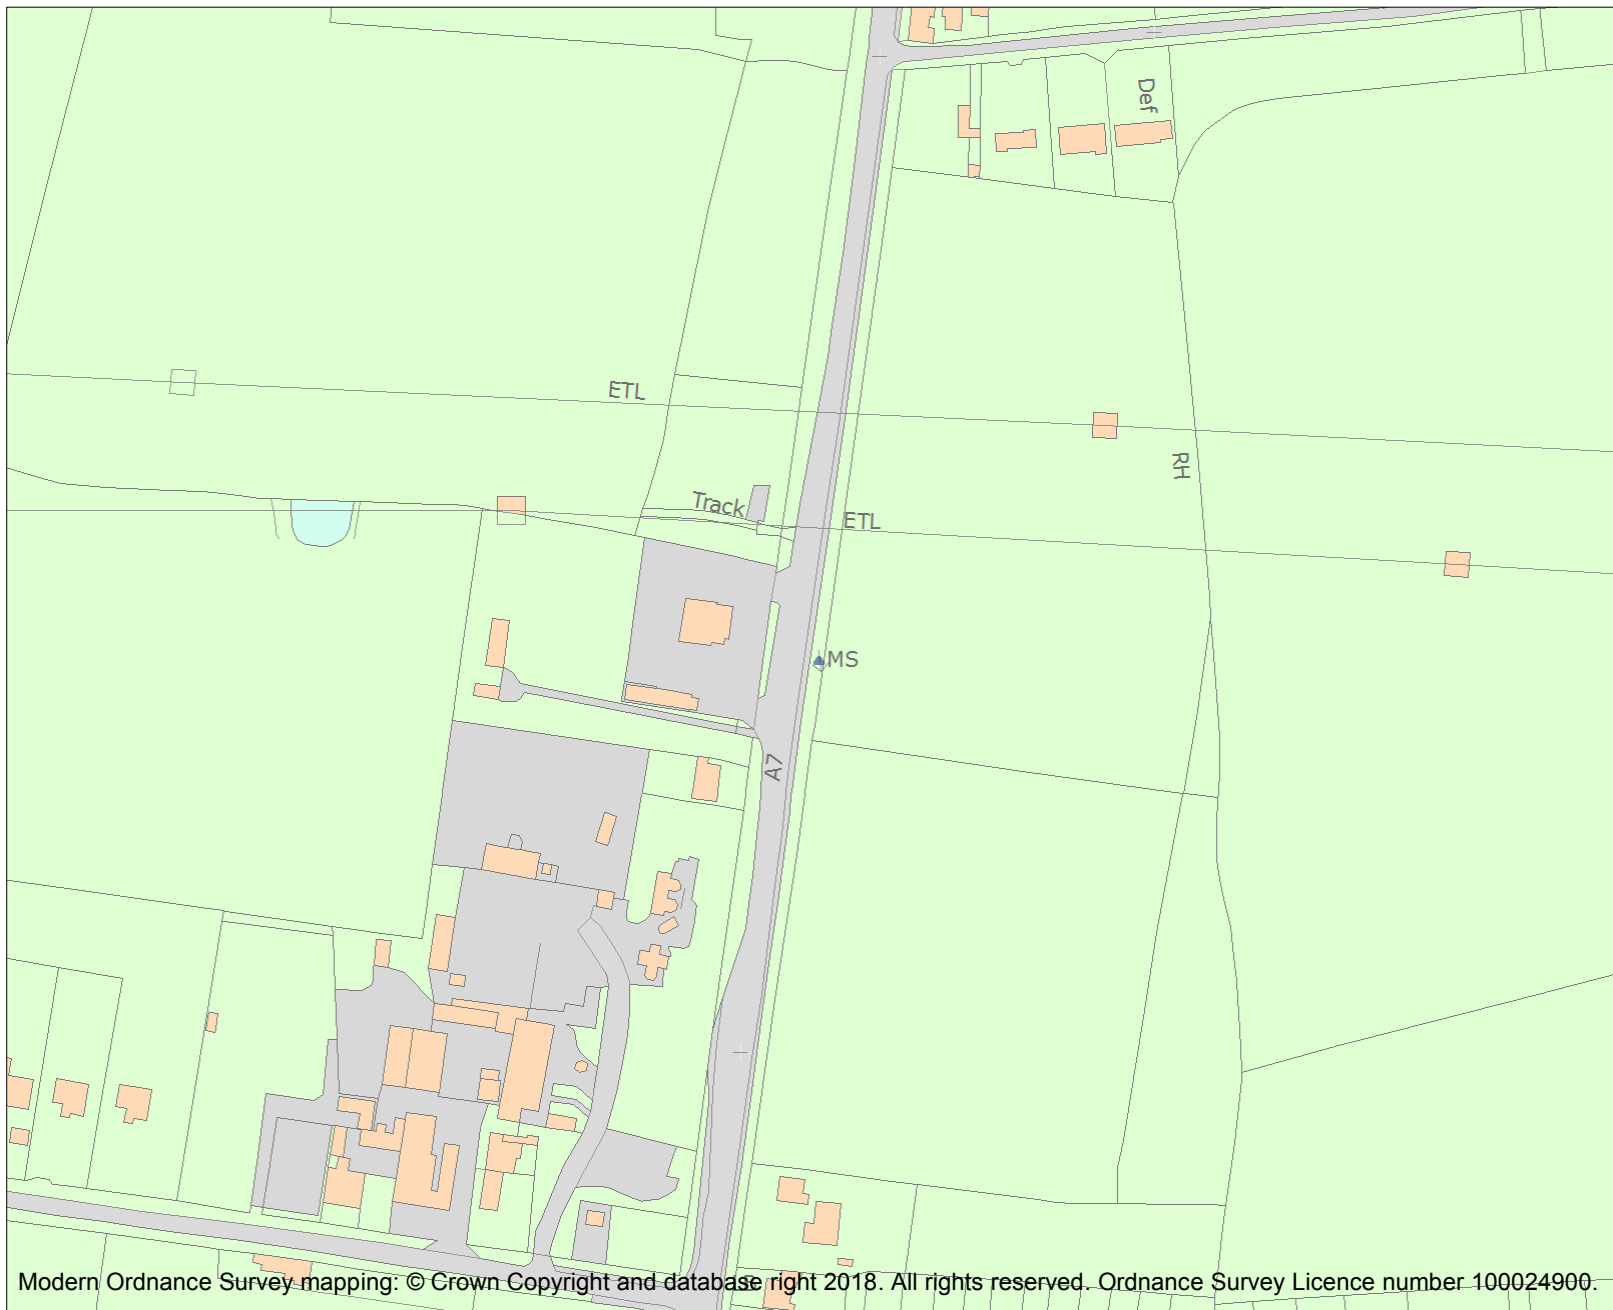 Def
ETL
RH
Track
ETL
MS
A7
Modern Ordnance Survey mapping: © Crown Copyright and database right 2018. All rights reserved. Ordnance Survey Licence number 100024900.